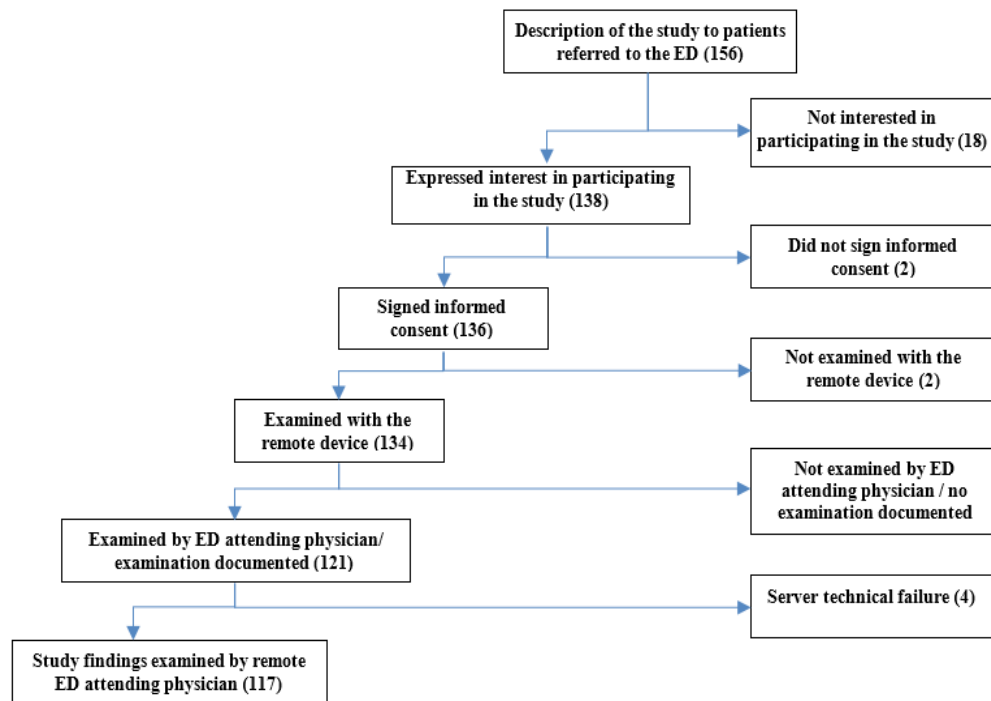 Description of the study to patients
referred to the ED (156)
Not interested in
participating in the study (18)
Expressed interest in participating
in the study (138)
Did not sign informed
consent (2)
Signed informed
consent (136)
Not examined with the
remote device (2)
Examined with the
remote device (134)
Not examined by ED
attending physician / no
examination documented
Examined by ED attending physician/
examination documented (121)
Server technical failure (4)
Study findings examined by remote
ED attending physician (117)